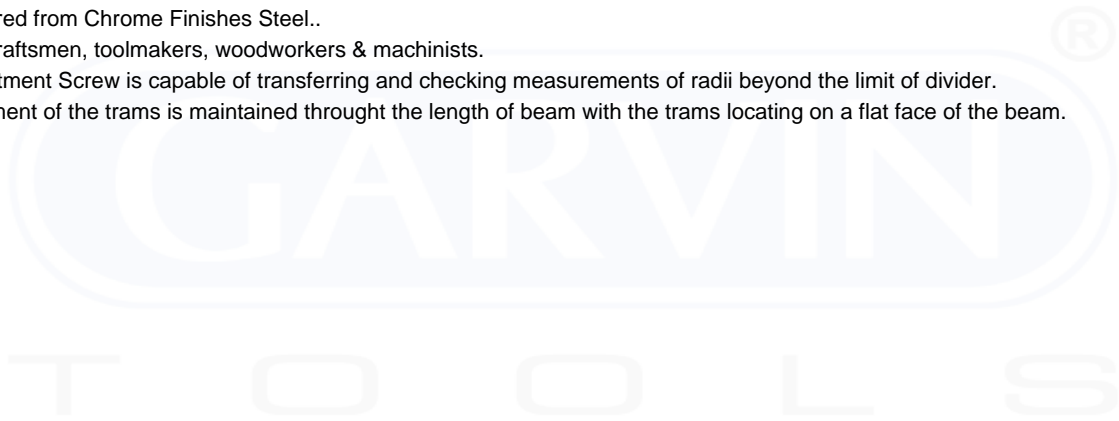 red from Chrome Finishes Steel..
raftsmen, toolmakers, woodworkers & machinists.
tment Screw is capable of transferring and checking measurements of radii beyond the limit of divider.
ment of the trams is maintained throught the length of beam with the trams locating on a flat face of the beam.
®
GARVIN
TOOLS